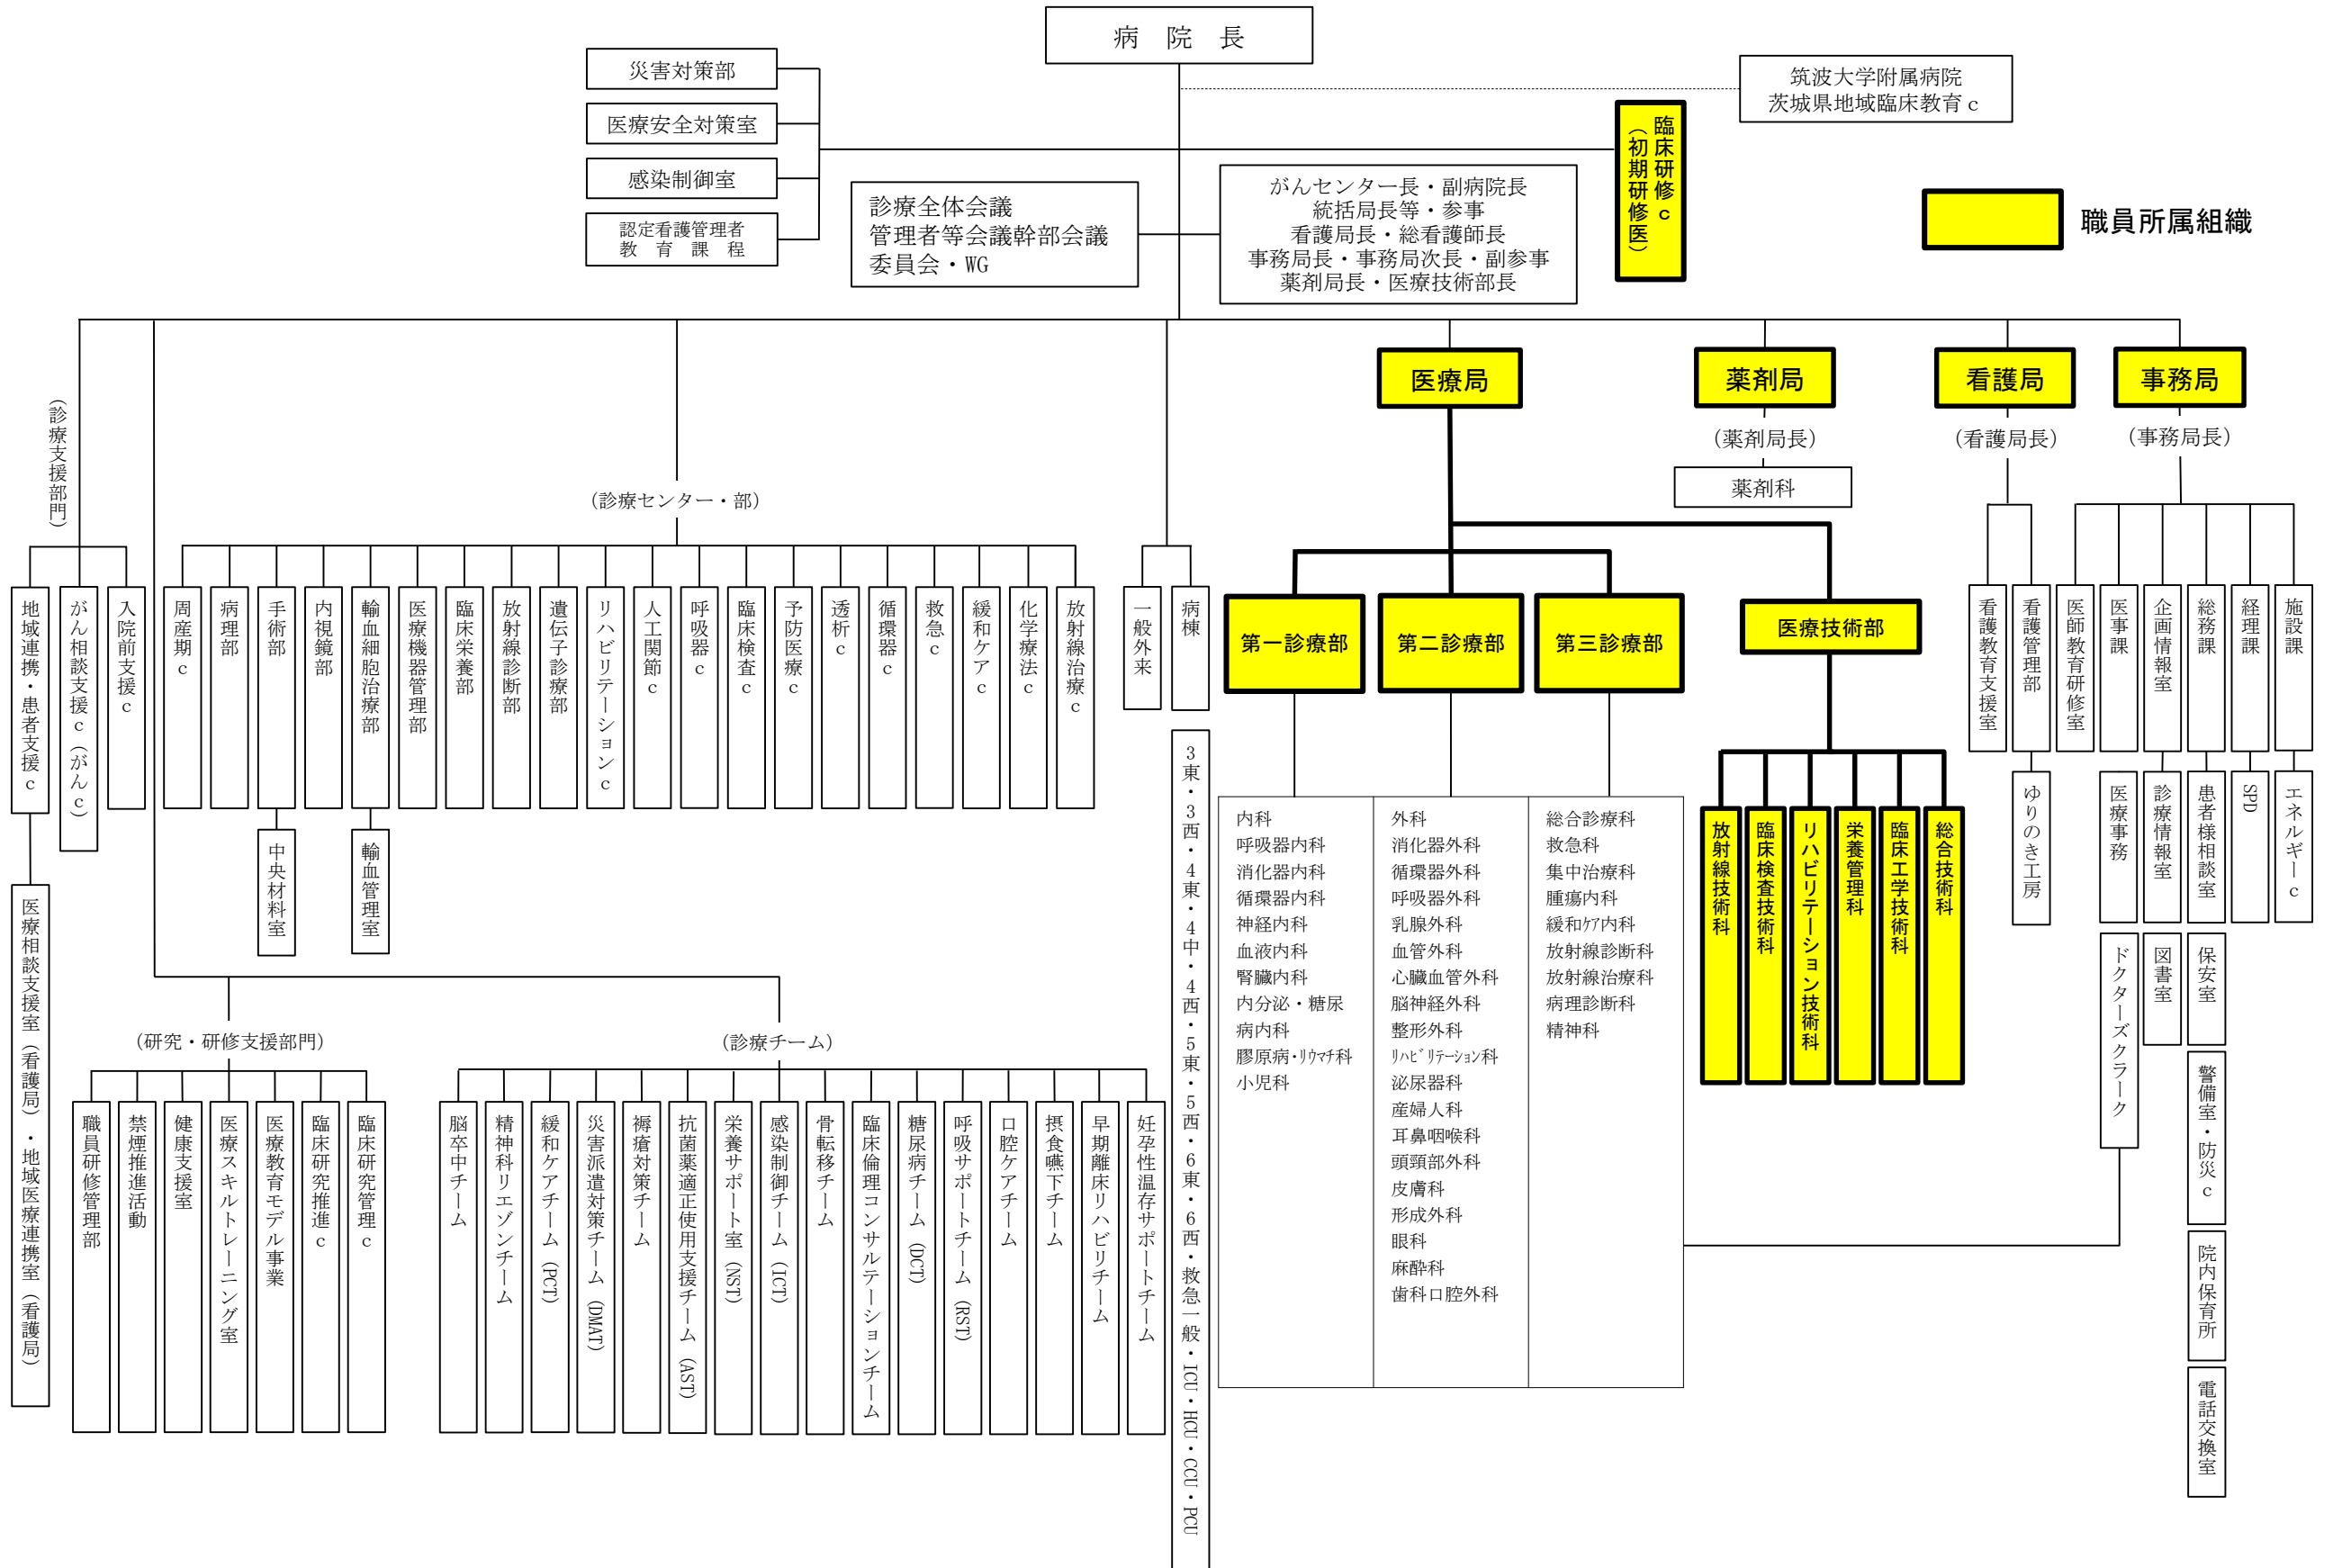 病　院　長
災害対策部
医療安全対策室
感染制御室
認定看護管理者
教　育　課　程
筑波大学附属病院
茨城県地域臨床教育ｃ
臨床研修ｃ
（初期研修医）
診療全体会議
管理者等会議幹部会議
委員会・WG
がんセンター長・副病院長
統括局長等・参事
看護局長・総看護師長
事務局長・事務局次長・副参事
薬剤局長・医療技術部長
職員所属組織
医療局
薬剤局
看護局
事務局
（薬剤局長）
（看護局長）
（事務局長）
薬剤科
（診療支援部門）
（診療センター・部）
地域連携・患者支援ｃ
がん相談支援ｃ（がんｃ）
入院前支援ｃ
周産期ｃ
病理部
手術部
内視鏡部
輸血細胞治療部
医療機器管理部
臨床栄養部
放射線診断部
遺伝子診療部
リハビリテーションｃ
人工関節ｃ
呼吸器ｃ
臨床検査ｃ
予防医療ｃ
透析ｃ
循環器ｃ
救急ｃ
緩和ケアｃ
化学療法ｃ
放射線治療ｃ
一般外来
病棟
第一診療部
第二診療部
第三診療部
医療技術部
看護教育支援室
看護管理部
医師教育研修室
医事課
企画情報室
総務課
経理課
施設課
中央材料室
輸血管理室
医療相談支援室（看護局）・地域医療連携室（看護局）
3東・3西・4東・4中・4西・5東・5西・6東・6西・救急一般・ICU・HCU・CCU・PCU
内科
呼吸器内科
消化器内科
循環器内科
神経内科
血液内科
腎臓内科
内分泌・糖尿
病内科
膠原病・ﾘｳﾏﾁ科
小児科
外科
消化器外科
循環器外科
呼吸器外科
乳腺外科
血管外科
心臓血管外科
脳神経外科
整形外科
ﾘﾊﾋﾞﾘﾃｰｼｮﾝ科
泌尿器科
産婦人科
耳鼻咽喉科
頭頸部外科
皮膚科
形成外科
眼科
麻酔科
歯科口腔外科
総合診療科
救急科
集中治療科
腫瘍内科
緩和ｹｱ内科
放射線診断科
放射線治療科
病理診断科
精神科
放射線技術科
臨床検査技術科
リハビリテーション技術科
栄養管理科
臨床工学技術科
総合技術科
ゆりのき工房
医療事務
診療情報室
患者様相談室
SPD
エネルギーｃ
ドクターズクラーク
図書室
保安室
警備室・防災ｃ
院内保育所
電話交換室
（研究・研修支援部門）
（診療チーム）
職員研修管理部
禁煙推進活動
健康支援室
医療スキルトレーニング室
医療教育モデル事業
臨床研究推進ｃ
臨床研究管理ｃ
脳卒中チーム
精神科リエゾンチーム
緩和ケアチーム（PCT）
災害派遣対策チーム（DMAT）
褥瘡対策チーム
抗菌薬適正使用支援チーム（AST）
栄養サポート室（NST）
感染制御チーム（ICT）
骨転移チーム
臨床倫理コンサルテーションチーム
糖尿病チーム（DCT）
呼吸サポートチーム（RST）
口腔ケアチーム
摂食嚥下チーム
早期離床リハビリチーム
妊孕性温存サポートチーム